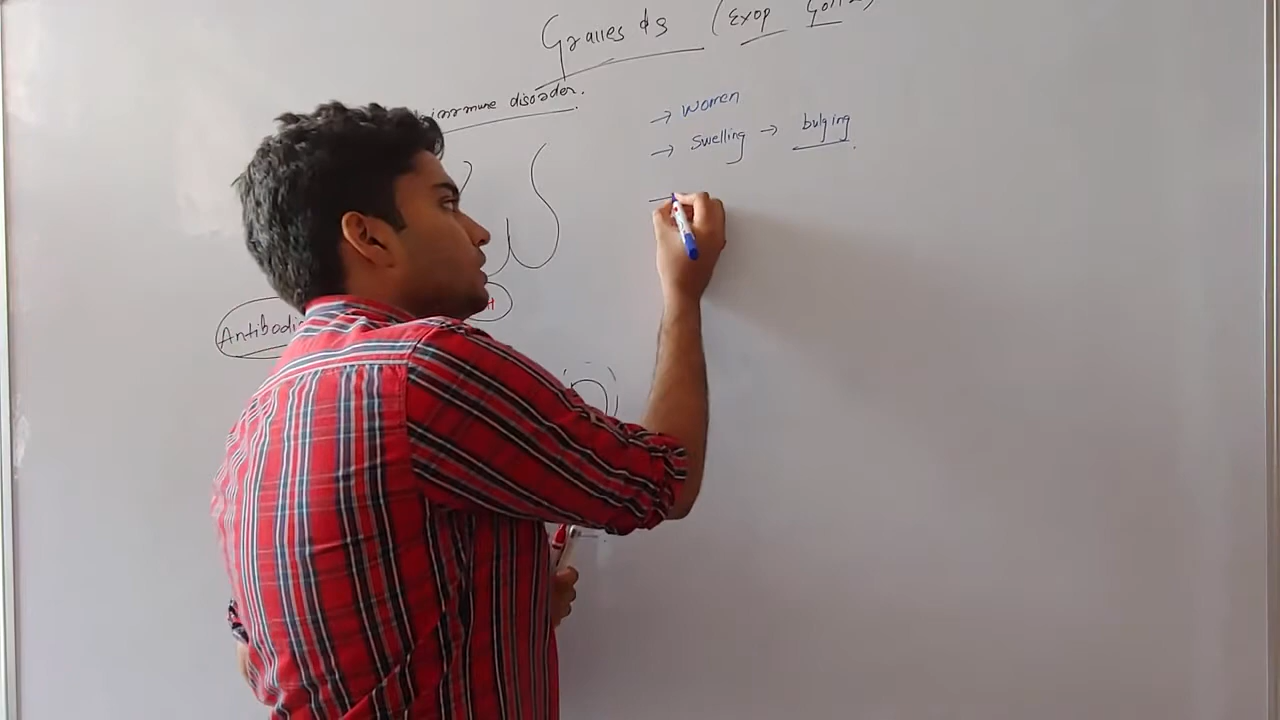 Graves ds (Exop
immune disorder.
→ women
→ swelling → bulging
Antibodi
H